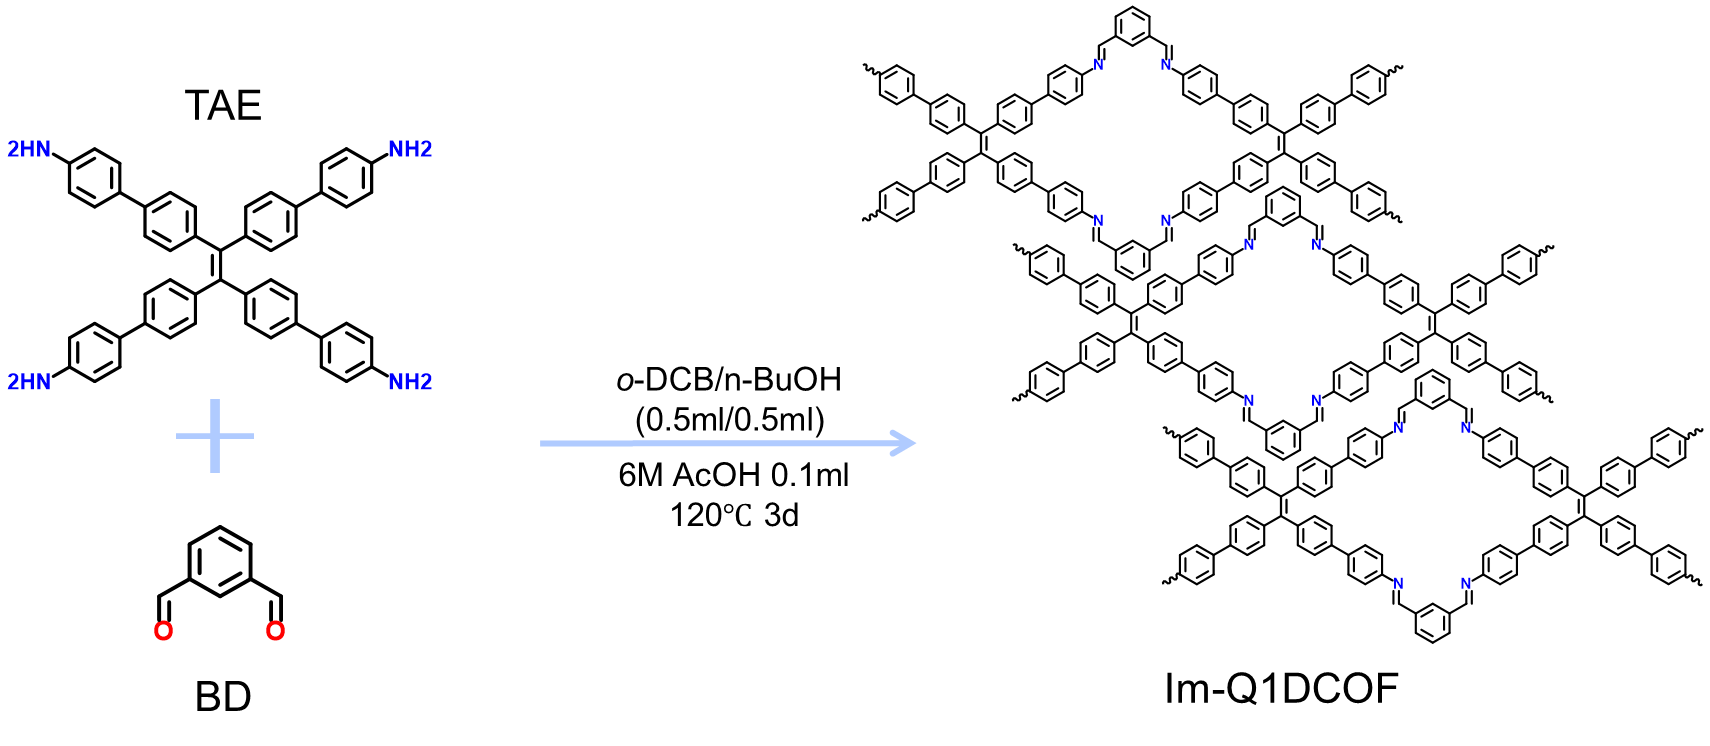 TAE
2HN
NH2
2HN
NH2
BD
o-DCB/n-BuOH
(0.5ml/0.5ml)
6M AcOH 0.1ml
120℃ 3d
O
O
N
N
N
N
N
N
N
N
N
N
N
N
Im-Q1DCOF